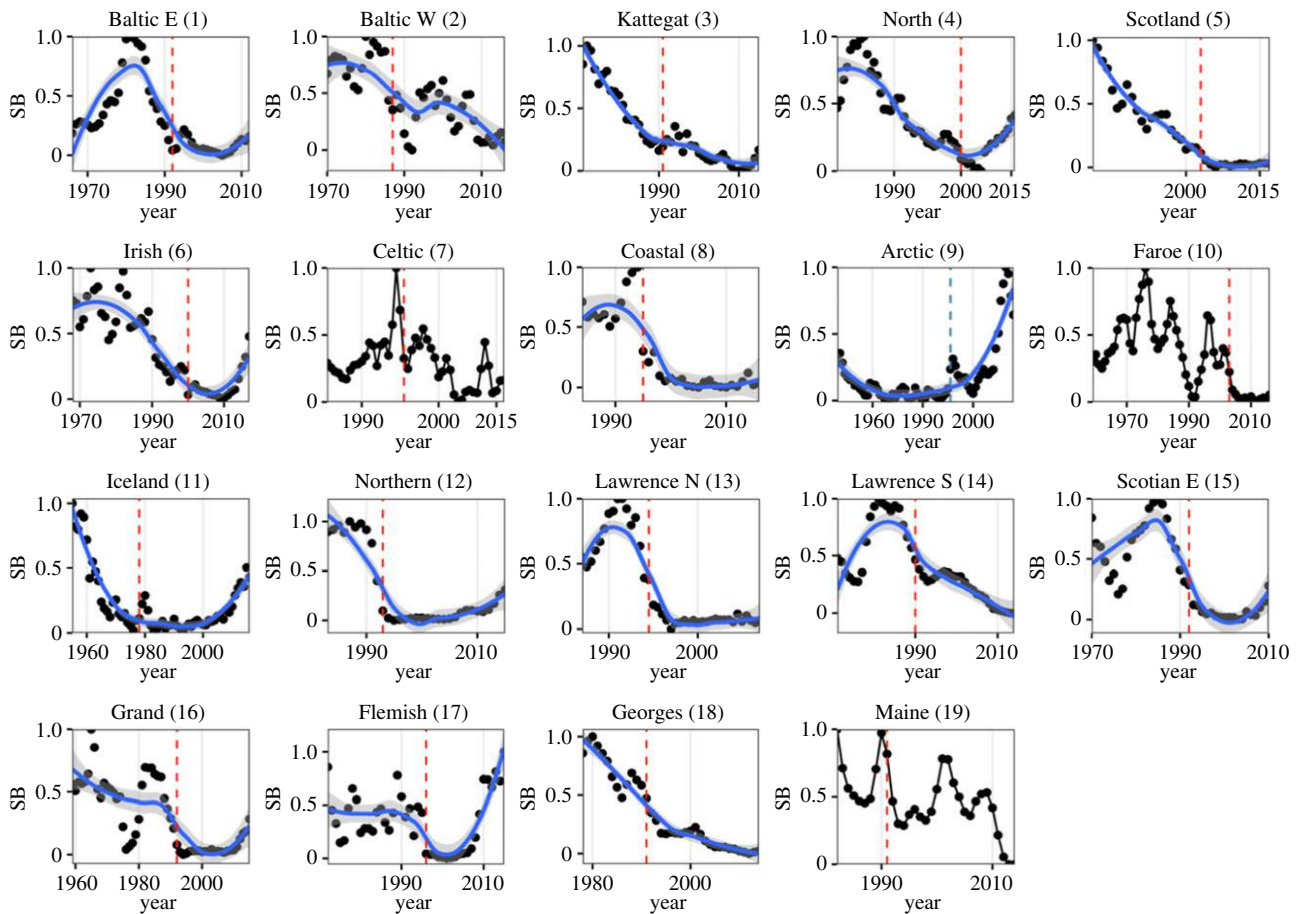 Baltic E (1) Baltic W (2) Kattegat (3) North (4) Scotland (5)
1.0 1.0 1.0 1.0 1.0
SB SB SB SB SB
0.5 0.5 0.5 0.5 0.5
0 0 0 0 0
1970 1990 2010 1970 1990 2010 1991 2010 1990 2000 2015 2000 2015
year year year year year
Irish (6) Celtic (7) Coastal (8) Arctic (9) Faroe (10)
1.0 1.0 1.0 1.0 1.0
SB SB SB SB SB
0.5 0.5 0.5 0.5 0.5
0 0 0 0 0
1970 1990 2010 1990 2000 2015 1990 2010 1960 1990 2000 1970 1990 2010
year year year year year
Iceland (11) Northern (12) Lawrence N (13) Lawrence S (14) Scotian E (15)
1.0 1.0 1.0 1.0 1.0
SB SB SB SB SB
0.5 0.5 0.5 0.5 0.5
0 0 0 0 0
1960 1980 2000 1990 2010 1990 2000 1990 2010 1970 1990 2010
year year year year year
Grand (16) Flemish (17) Georges (18) Maine (19)
1.0 1.0 1.0 1.0
SB SB SB SB
0.5 0.5 0.5 0.5
0 0 0 0
1960 1980 2000 1990 2010 1980 2000 1990 2010
year year year year